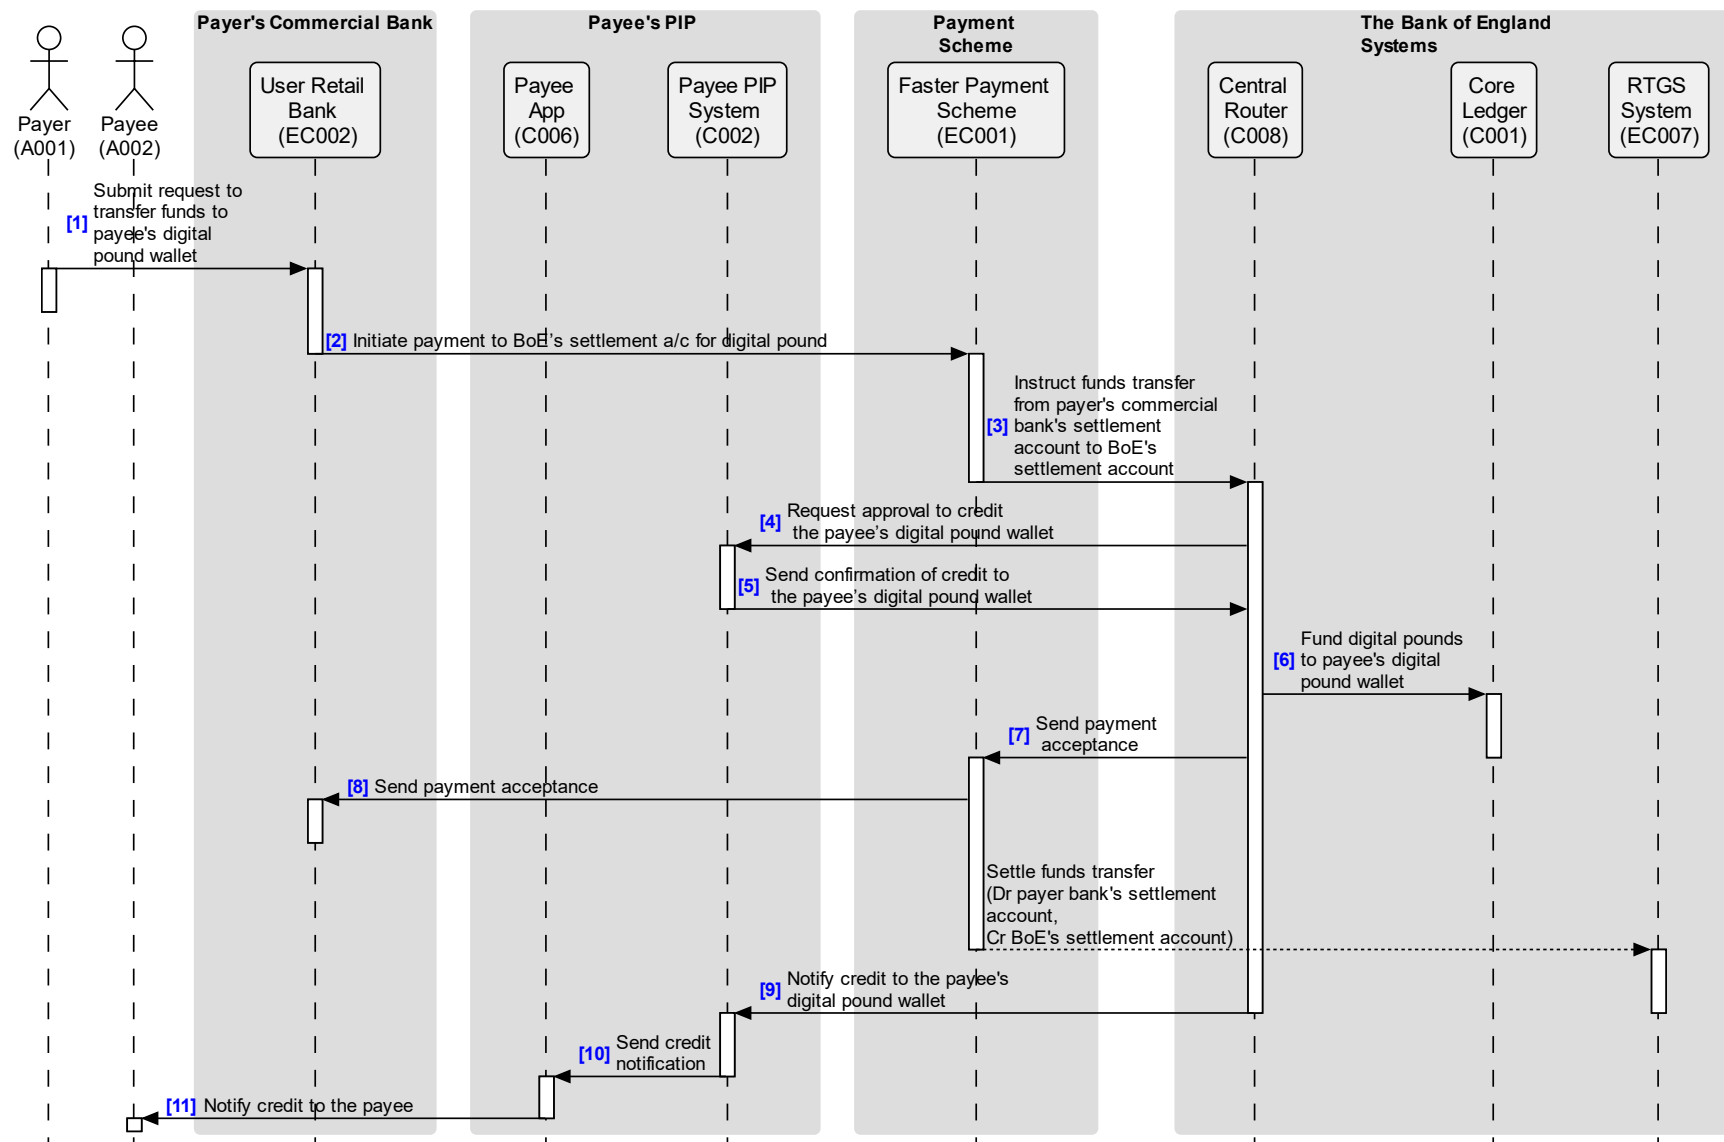 Payer's Commercial Bank
Payee's PIP
Payment
Scheme
The Bank of England
Systems
Payer
(A001)
Payee
(A002)
User Retail
Bank
(EC002)
Payee
App
(C006)
Payee PIP
System
(C002)
Faster Payment
Scheme
(EC001)
Central
Router
(C008)
Core
Ledger
(C001)
RTGS
System
(EC007)
[1] Submit request to
transfer funds to
payee's digital
pound wallet
[2] Initiate payment to BoE's settlement a/c for digital pound
[3] Instruct funds transfer
from payer's commercial
bank's settlement
account to BoE's
settlement account
[4] Request approval to credit
the payee’s digital pound wallet
[5] Send confirmation of credit to
the payee’s digital pound wallet
[6] Fund digital pounds
to payee's digital
pound wallet
[7] Send payment
acceptance
[8] Send payment acceptance
Settle funds transfer
(Dr payer bank's settlement
account,
Cr BoE's settlement account)
[9] Notify credit to the payee's
digital pound wallet
[10] Send credit
notification
[11] Notify credit to the payee